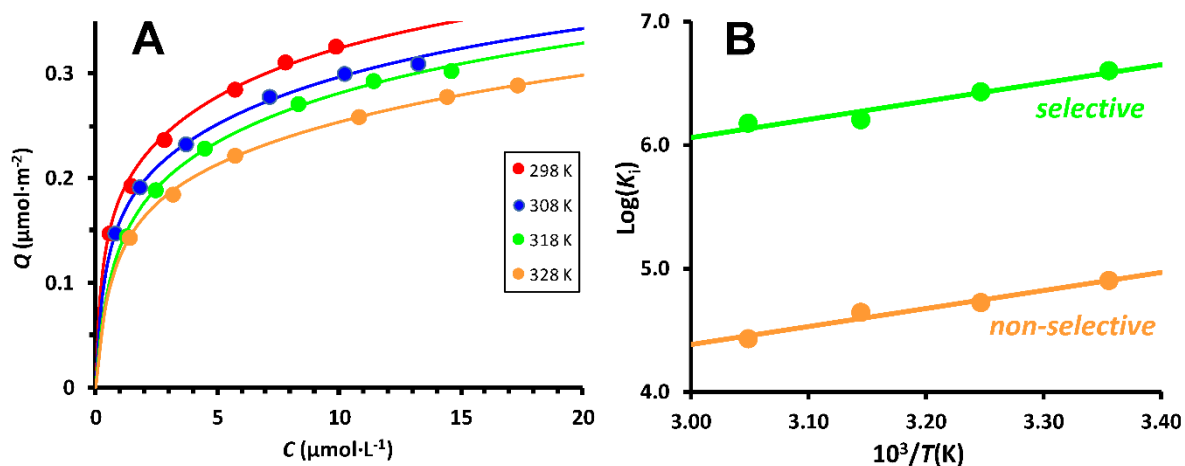 A
0.3
0.2
0.1
0
Q (µmol·m⁻²)
298 K
308 K
318 K
328 K
0 5 10 15 20
C (µmol·L⁻¹)
B
7.0
6.0
5.0
4.0
Log(Kᵢ)
selective
non-selective
3.00 3.10 3.20 3.30 3.40
10³/T(K)